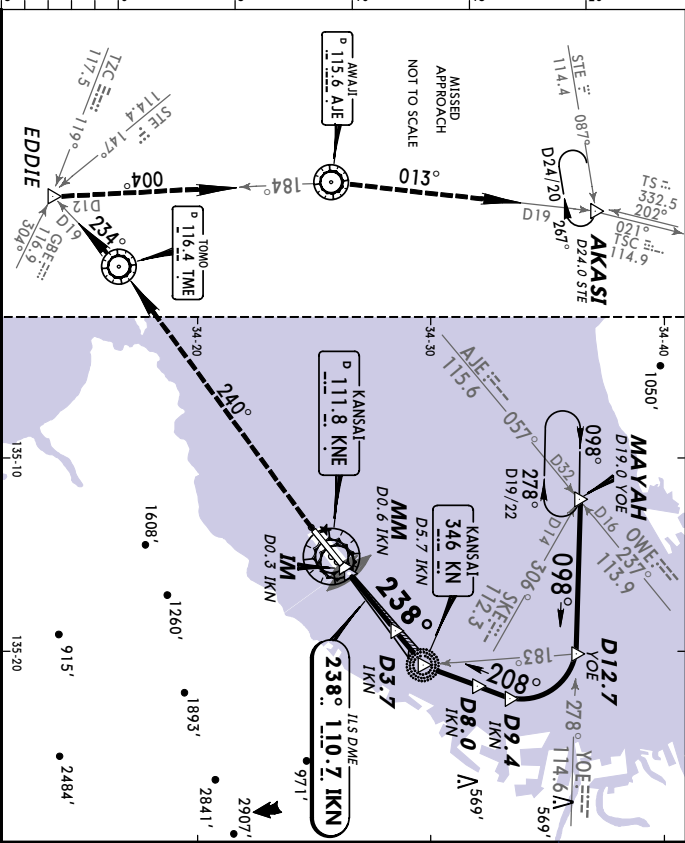 MISSED
APPROACH
NOT TO SCALE
AWAJI
D 115.6 AJE
STE
114.4
087°
D24/20
267°
AKASI
D24.0 STE
TS
332.5
202°
021°
TSC
114.9
TZC
117.5
119°
STE
114.4
147°
EDDIE
004°
184°
013°
D19
D12
D19
234°
GBE
116.9
304°
TOMO
D 116.4 TME
34-20
34-30
34-40
1050'
240°
KANSAI
D 111.8 KNE
AJE
115.6
057°
D32
098°
278°
D19/22
MAYAH
D19.0 YOE
D16
OWE
237°
113.9
D14
306°
SKE
112.3
098°
135-10
MM
D0.6 IKN
IM
D0.3 IKN
KANSAI
346 KN
D5.7 IKN
238°
1608'
1260'
915'
135-20
D12.7
YOE
183°
208°
D3.7
IKN
D8.0
IKN
D9.4
IKN
278°
YOE
114.6
ILS DME
238° 110.7 IKN
569'
569'
971'
1893'
2484'
2841'
2907'